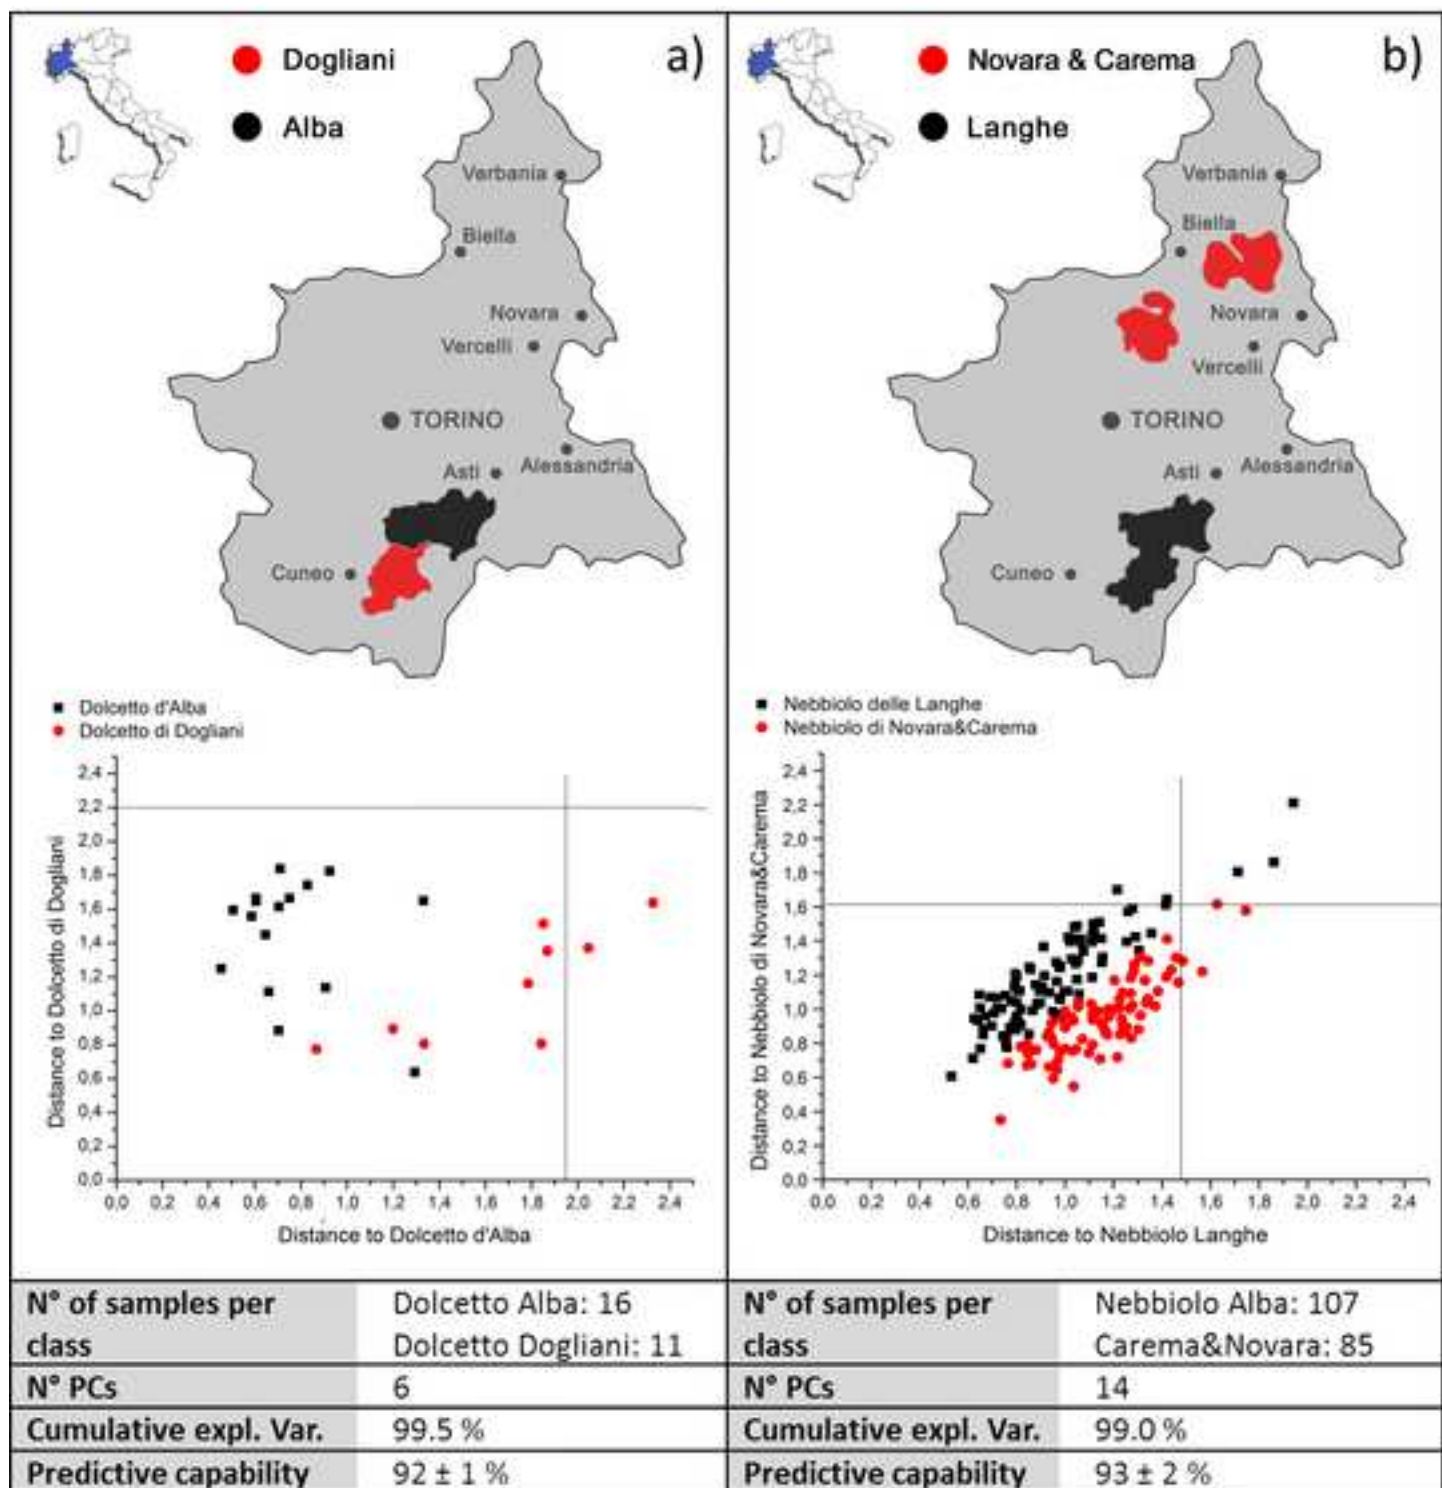 Dogliani
Alba
a)
Verbania
Biella
Novara
Vercelli
TORINO
Asti
Alessandria
Cuneo
Dolcetto d'Alba
Dolcetto di Dogliani
Distance to Dolcetto di Dogliani
2,4
2,2
2,0
1,8
1,6
1,4
1,2
1,0
0,8
0,6
0,4
0,2
0,0
0,0 0,2 0,4 0,6 0,8 1,0 1,2 1,4 1,6 1,8 2,0 2,2 2,4
Distance to Dolcetto d'Alba
N° of samples per class
Dolcetto Alba: 16
Dolcetto Dogliani: 11
N° PCs 6
Cumulative expl. Var. 99.5 %
Predictive capability 92 ± 1 %
Novara & Carema
Langhe
b)
Verbania
Biella
Novara
Vercelli
TORINO
Asti
Alessandria
Cuneo
Nebbiolo delle Langhe
Nebbiolo di Novara&Carema
Distance to Nebbiolo di Novara&Carema
2,4
2,2
2,0
1,8
1,6
1,4
1,2
1,0
0,8
0,6
0,4
0,2
0,0
0,0 0,2 0,4 0,6 0,8 1,0 1,2 1,4 1,6 1,8 2,0 2,2 2,4
Distance to Nebbiolo Langhe
N° of samples per class
Nebbiolo Alba: 107
Carema&Novara: 85
N° PCs 14
Cumulative expl. Var. 99.0 %
Predictive capability 93 ± 2 %